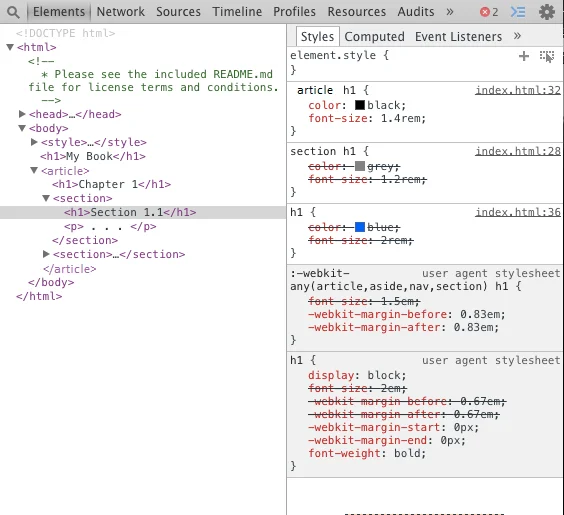 Elements Network Sources Timeline Profiles Resources Audits » 2
<!DOCTYPE html>
<html>
<!--
* Please see the included README.md
file for license terms and conditions.
-->
<head>…</head>
<body>
<style>…</style>
<h1>My Book</h1>
<article>
<h1>Chapter 1</h1>
<section>
<h1>Section 1.1</h1>
<p> . . . </p>
</section>
<section>…</section>
</article>
</body>
</html>
Styles Computed Event Listeners »
element.style {
}
article h1 { index.html:32
color: black;
font-size: 1.4rem;
}
section h1 { index.html:28
color: grey;
font-size: 1.2rem;
}
h1 { index.html:36
color: blue;
font-size: 2rem;
}
:-webkit- user agent stylesheet
any(article,aside,nav,section) h1 {
font-size: 1.5em;
-webkit-margin-before: 0.83em;
-webkit-margin-after: 0.83em;
}
h1 { user agent stylesheet
display: block;
font-size: 2em;
-webkit-margin-before: 0.67em;
-webkit-margin-after: 0.67em;
-webkit-margin-start: 0px;
-webkit-margin-end: 0px;
font-weight: bold;
}